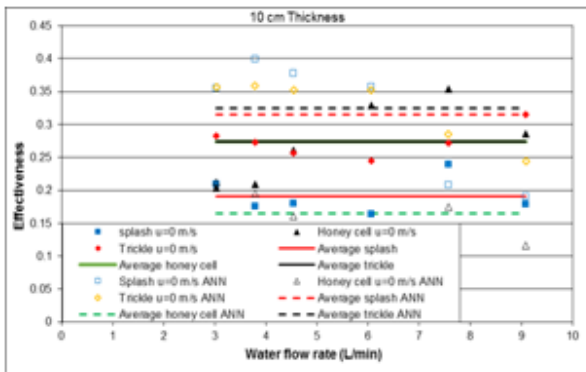 10 cm Thickness
0.45
0.4
0.35
0.3
0.25
0.2
0.15
0.1
0.05
0
Effectiveness
splash u=0 m/s
Honey cell u=0 m/s
Trickle u=0 m/s
Average splash
Average honey cell
Average trickle
Splash u=0 m/s ANN
Honey cell u=0 m/s ANN
Trickle u=0 m/s ANN
Average splash ANN
Average honey cell ANN
Average trickle ANN
0 1 2 3 4 5 6 7 8 9 10
Water flow rate (L/min)